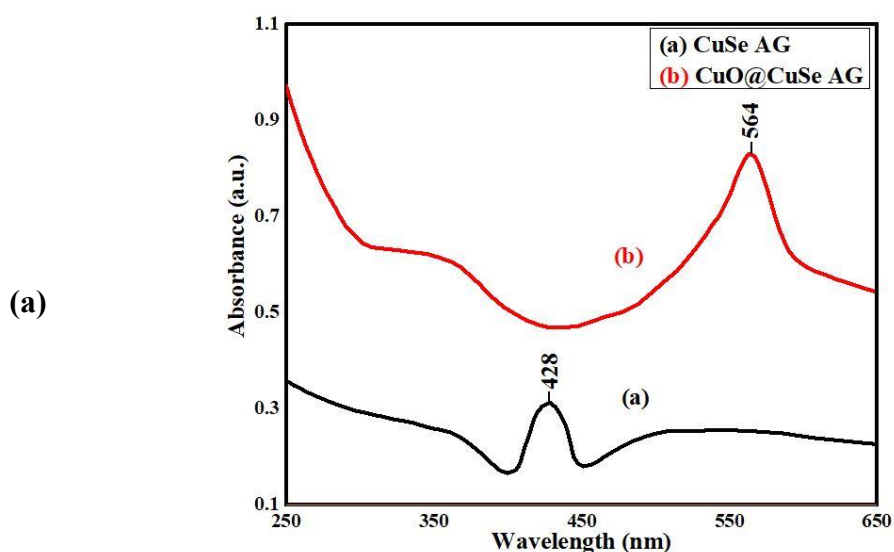 1.1
(a) CuSe AG
(b) CuO@CuSe AG
564
0.9
0.7
Absorbance (a.u.)
(b)
(a)
0.5
428
(a)
0.3
0.1
250
350
450
550
650
Wavelength (nm)